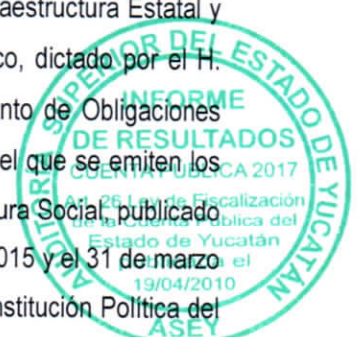 aestructura Estatal y
co, dictado por el H.
nto de Obligaciones
el que se emiten los
ura Social, publicado
015 y el 31 de marzo
nstitución Política del
AUDITORÍA SUPERIOR DEL ESTADO DE YUCATÁN
INFORME
DE RESULTADOS
CUENTA PÚBLICA 2017
Art. 26 Ley de Fiscalización
de la Cuenta Pública del
Estado de Yucatán
el
19/04/2010
ASEY